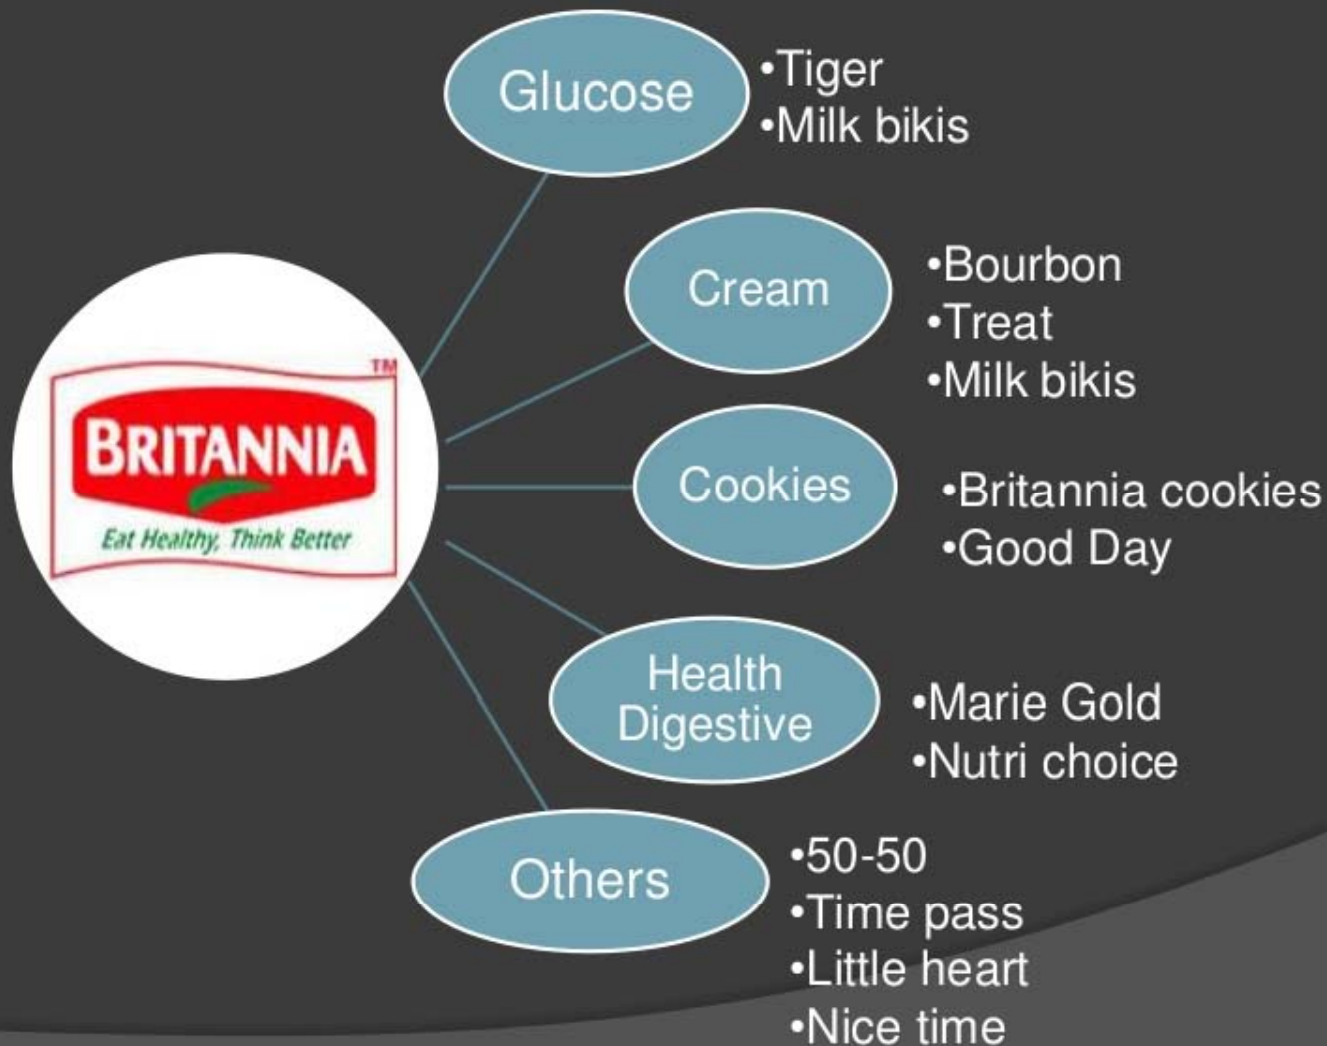 Glucose
•Tiger
•Milk bikis
Cream
•Bourbon
•Treat
•Milk bikis
TM
BRITANNIA
Eat Healthy, Think Better
Cookies
•Britannia cookies
•Good Day
Health
Digestive
•Marie Gold
•Nutri choice
Others
•50-50
•Time pass
•Little heart
•Nice time